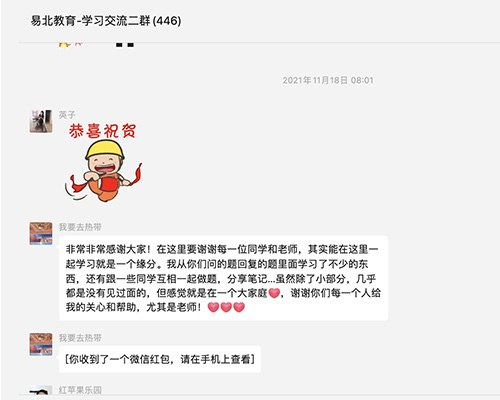 易北教育-学习交流二群(446)
2021年11月18日 08:01
英子
恭喜祝贺
我要去热带
非常非常感谢大家！在这里要谢谢每一位同学和老师，其实能在这里一
起学习就是一个缘分。我从你们问的题回复的题里面学习了不少的东
西，还有跟一些同学互相一起做题，分享笔记...虽然除了小部分，几乎
都是没有见过面的，但感觉就是在一个大家庭❤️，谢谢你们每一个人给
我的关心和帮助，尤其是老师！❤️❤️❤️
我要去热带
[你收到了一个微信红包，请在手机上查看]
红苹果乐园